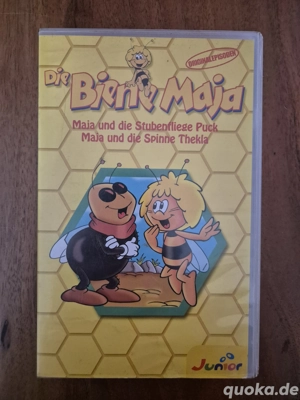 ORIGINALEPISODEN
Die Biene Maja
Maja und die Stubenfliege Puck
Maja und die Spinne Thekla
Junior
quoka.de